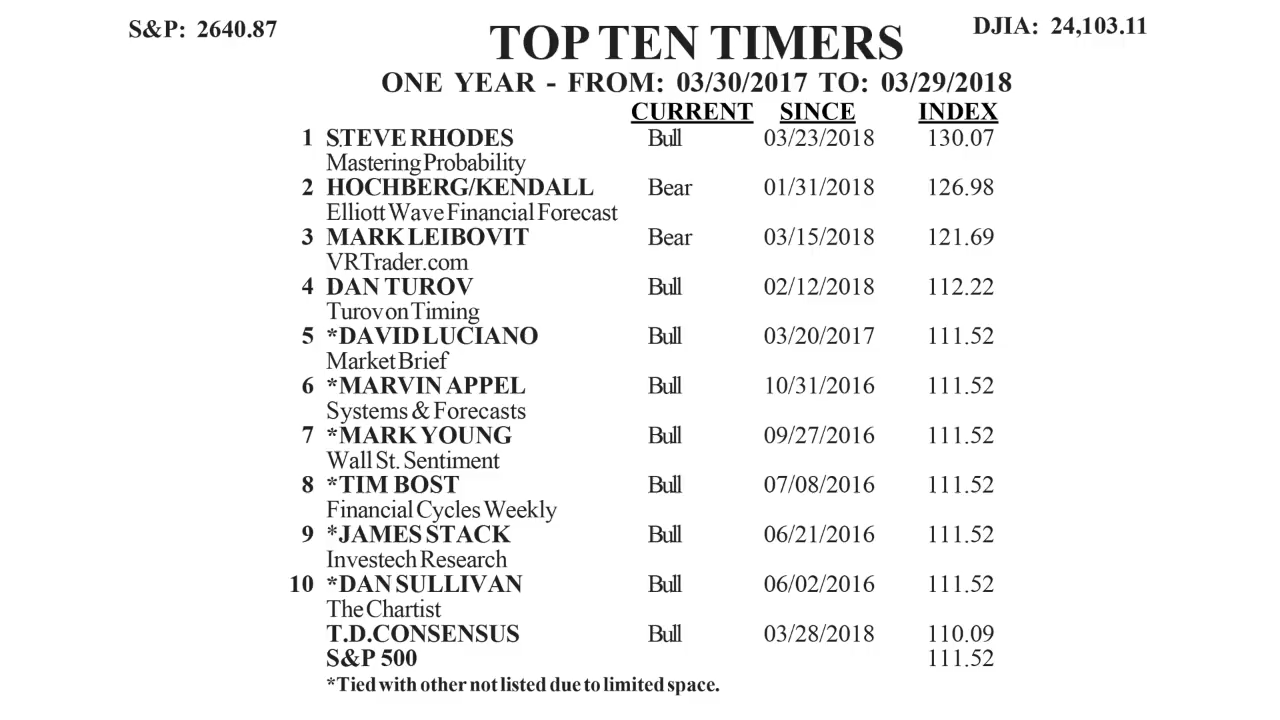 S&P: 2640.87
DJIA: 24,103.11
TOP TEN TIMERS
ONE YEAR - FROM: 03/30/2017 TO: 03/29/2018
CURRENT SINCE INDEX
1 STEVE RHODES Bull 03/23/2018 130.07
Mastering Probability
2 HOCHBERG/KENDALL Bear 01/31/2018 126.98
Elliott Wave Financial Forecast
3 MARK LEIBOVIT Bear 03/15/2018 121.69
VRTrader.com
4 DAN TUROV Bull 02/12/2018 112.22
Turov on Timing
5 *DAVID LUCIANO Bull 03/20/2017 111.52
Market Brief
6 *MARVIN APPEL Bull 10/31/2016 111.52
Systems & Forecasts
7 *MARK YOUNG Bull 09/27/2016 111.52
Wall St. Sentiment
8 *TIM BOST Bull 07/08/2016 111.52
Financial Cycles Weekly
9 *JAMES STACK Bull 06/21/2016 111.52
Investech Research
10 *DAN SULLIVAN Bull 06/02/2016 111.52
The Chartist
T.D.CONSENSUS Bull 03/28/2018 110.09
S&P 500 111.52
*Tied with other not listed due to limited space.